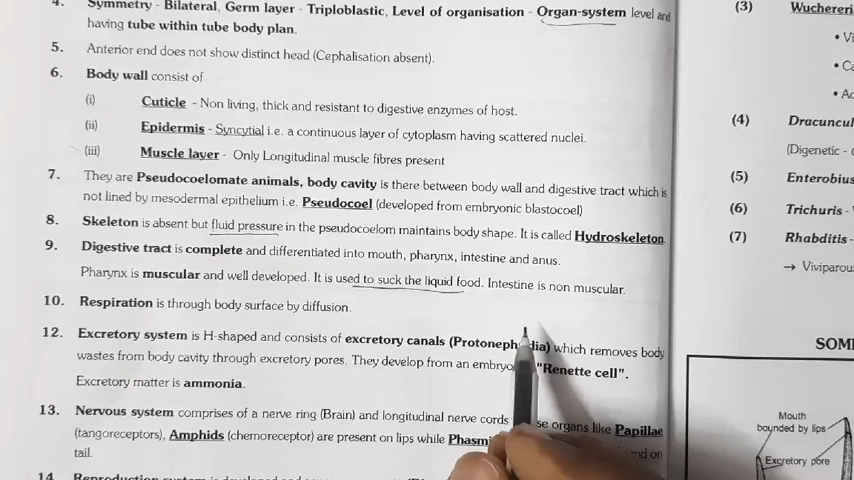 4. Symmetry - Bilateral, Germ layer - Triploblastic, Level of organisation - Organ-system level and
having tube within tube body plan.
5. Anterior end does not show distinct head (Cephalisation absent).
6. Body wall consist of
(i) Cuticle - Non living, thick and resistant to digestive enzymes of host.
(ii) Epidermis - Syncytial i.e. a continuous layer of cytoplasm having scattered nuclei.
(iii) Muscle layer - Only Longitudinal muscle fibres present
7. They are Pseudocoelomate animals, body cavity is there between body wall and digestive tract which is
not lined by mesodermal epithelium i.e. Pseudocoel (developed from embryonic blastocoel)
8. Skeleton is absent but fluid pressure in the pseudocoelom maintains body shape. It is called Hydroskeleton.
9. Digestive tract is complete and differentiated into mouth, pharynx, intestine and anus.
Pharynx is muscular and well developed. It is used to suck the liquid food. Intestine is non muscular.
10. Respiration is through body surface by diffusion.
12. Excretory system is H-shaped and consists of excretory canals (Protoneph dia) which removes body
wastes from body cavity through excretory pores. They develop from an embryo "Renette cell".
Excretory matter is ammonia.
13. Nervous system comprises of a nerve ring (Brain) and longitudinal nerve cords se organs like Papillae
(tangoreceptors), Amphids (chemoreceptor) are present on lips while Phasm nd on
tail.
14
(3) Wuchereri
• Vi
• Ca
(4) Dracuncul
(Digenetic -
(5) Enterobius
(6) Trichuris -
(7) Rhabditis -
→ Viviparou
SOM
Mouth
bounded by lips
Excretory pore